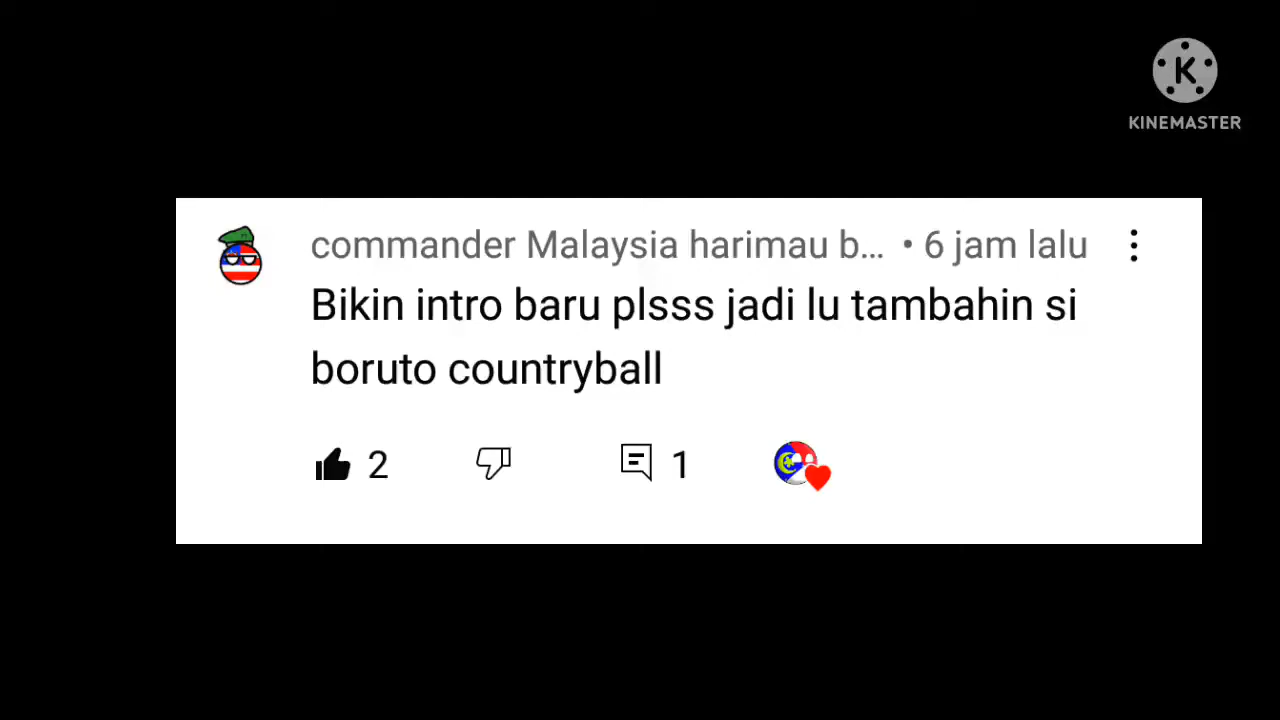 K
KINEMASTER
commander Malaysia harimau b... • 6 jam lalu
Bikin intro baru plsss jadi lu tambahin si
boruto countryball
2 1